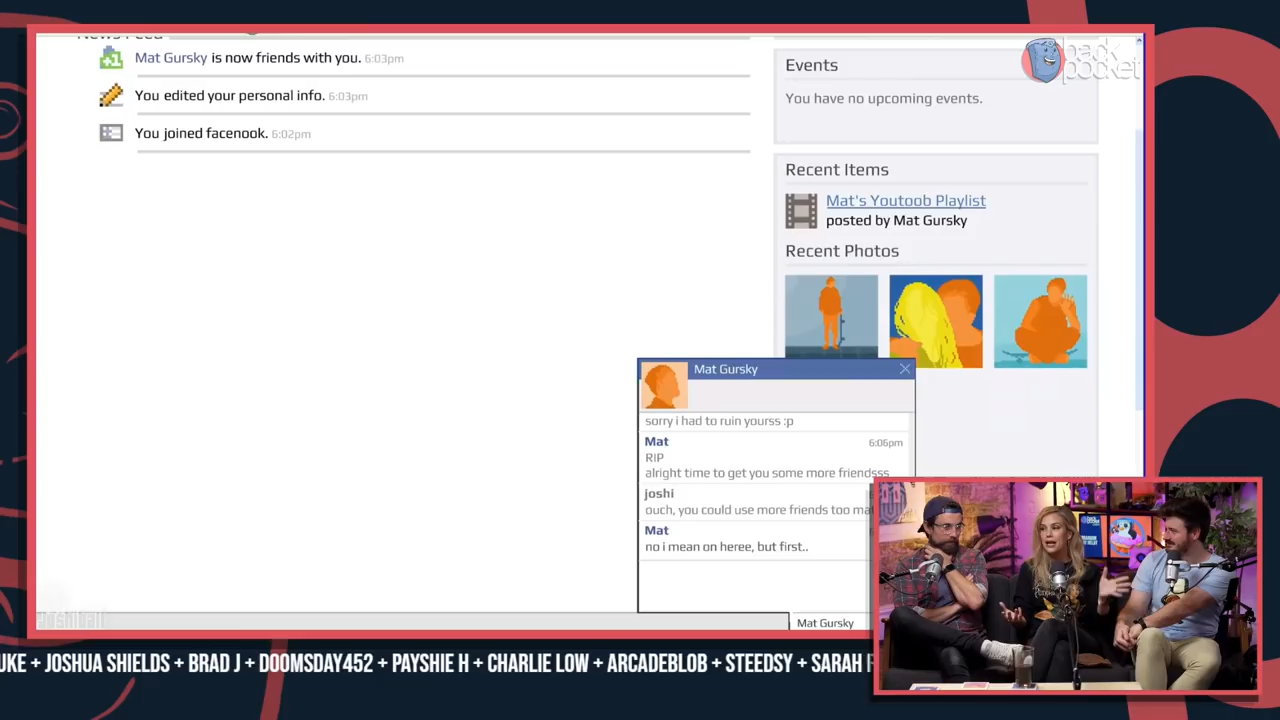 News Feed
Mat Gursky is now friends with you. 6:03pm
You edited your personal info. 6:03pm
You joined facenook. 6:02pm
back pocket
Events
You have no upcoming events.
Recent Items
Mat's Youtoob Playlist
posted by Mat Gursky
Recent Photos
Mat Gursky
sorry i had to ruin yourss :p
Mat 6:06pm
RIP
alright time to get you some more friendsss
joshi
ouch, you could use more friends too
Mat
no i mean on heree, but first..
Mat Gursky
UKE + JOSHUA SHIELDS + BRAD J + DOOMSDAY452 + PAYSHIE H + CHARLIE LOW + ARCADEBLOB + STEEDSY + SARAH